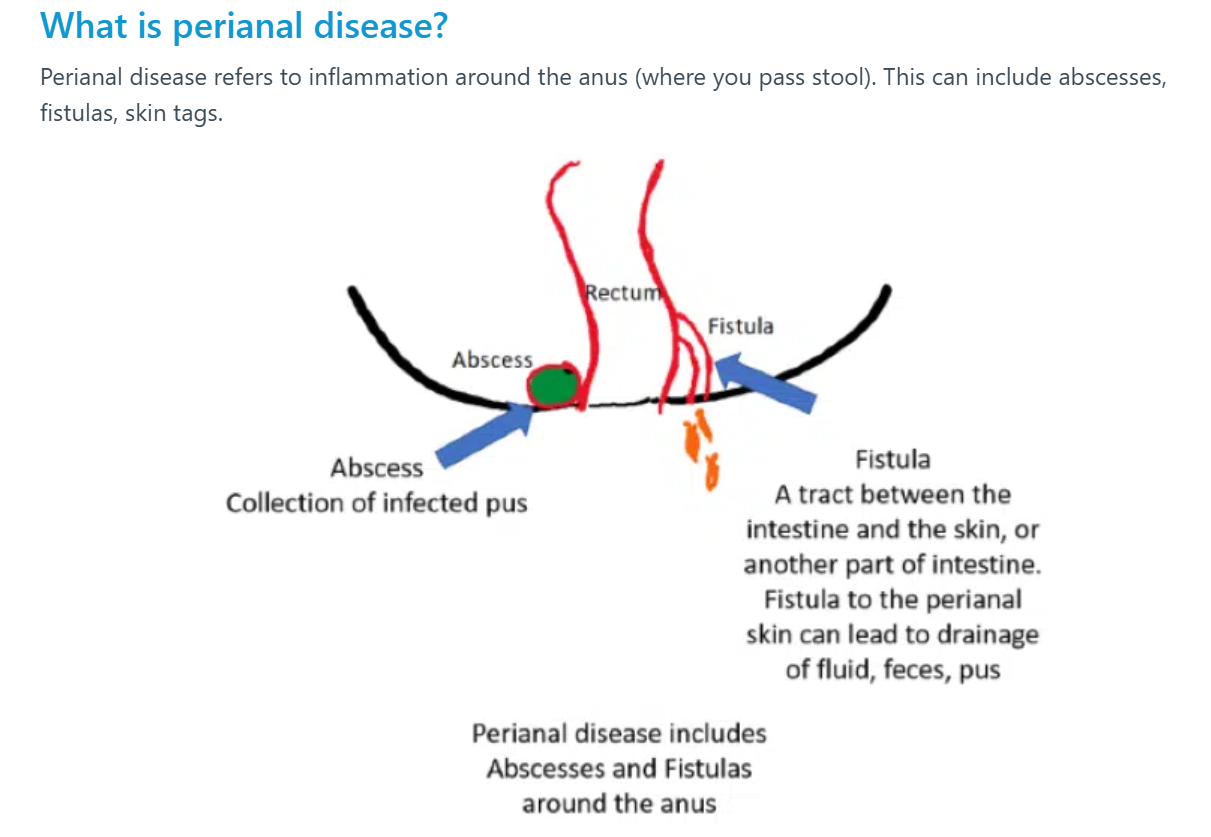 What is perianal disease?
Perianal disease refers to inflammation around the anus (where you pass stool). This can include abscesses,
fistulas, skin tags.
Rectum
Fistula
Abscess
Abscess
Collection of infected pus
Fistula
A tract between the
intestine and the skin, or
another part of intestine.
Fistula to the perianal
skin can lead to drainage
of fluid, feces, pus
Perianal disease includes
Abscesses and Fistulas
around the anus